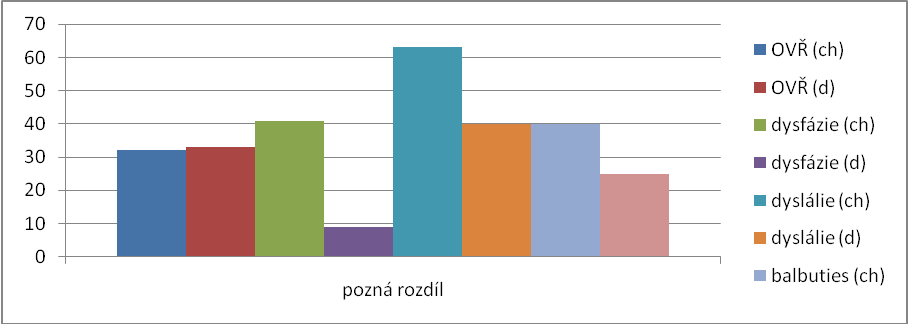 70
60
50
40
30
20
10
0
pozná rozdíl
OVŘ (ch)
OVŘ (d)
dysfázie (ch)
dysfázie (d)
dyslálie (ch)
dyslálie (d)
balbuties (ch)